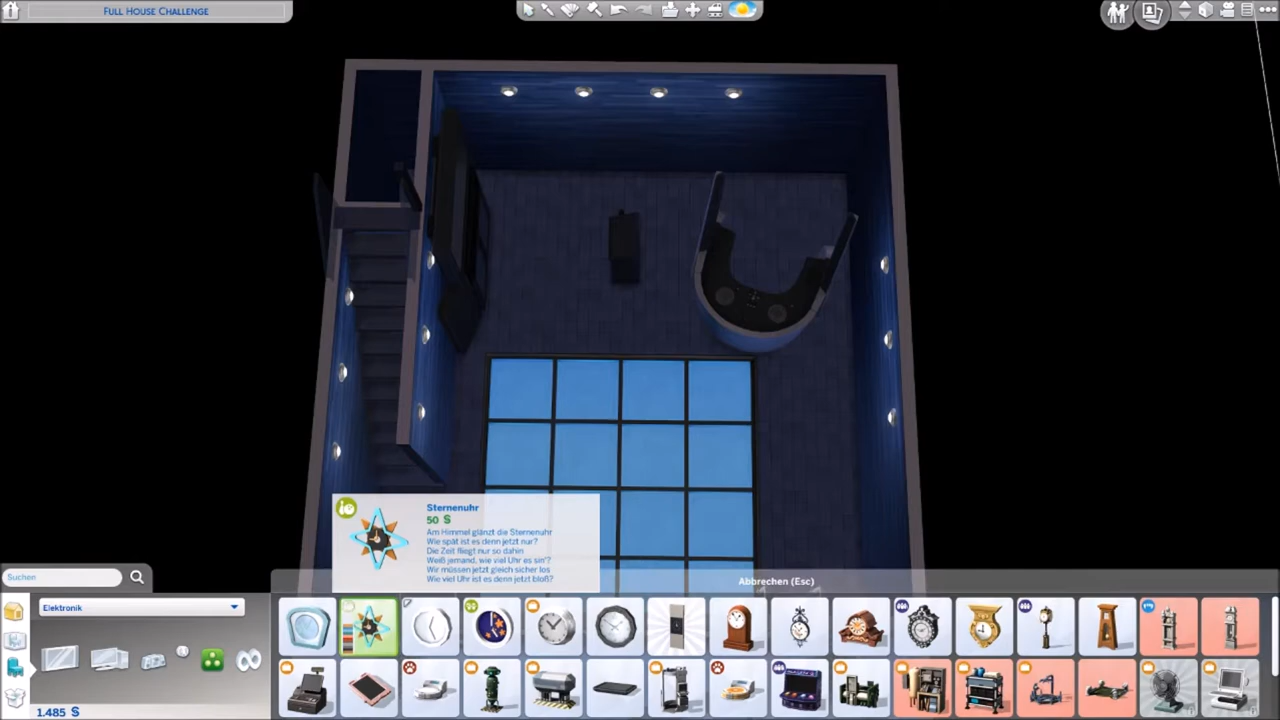 Full House Challenge
Sternenuhr
50 $
Am Himmel glänzt die Sternenuhr
Wie spät ist es denn jetzt nur?
Die Zeit fliegt nur so dahin
Weiß jemand, wie viel Uhr es sin'?
Wir müssen jetzt gleich sicher los
Wie viel Uhr ist es denn jetzt bloß?
Suchen
Abbrechen (Esc)
Elektronik
1.485 $